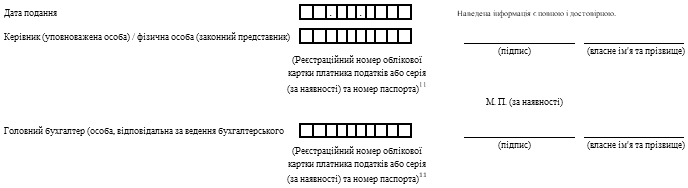 Дата подання
. .
Наведена інформація є повною і достовірною.
Керівник (уповноважена особа) / фізична особа (законний представник)
(підпис) (власне ім'я та прізвище)
(Реєстраційний номер облікової
картки платника податків або серія
(за наявності) та номер паспорта)11
М. П. (за наявності)
Головний бухгалтер (особа, відповідальна за ведення бухгалтерського
(підпис) (власне ім'я та прізвище)
(Реєстраційний номер облікової
картки платника податків або серія
(за наявності) та номер паспорта)11